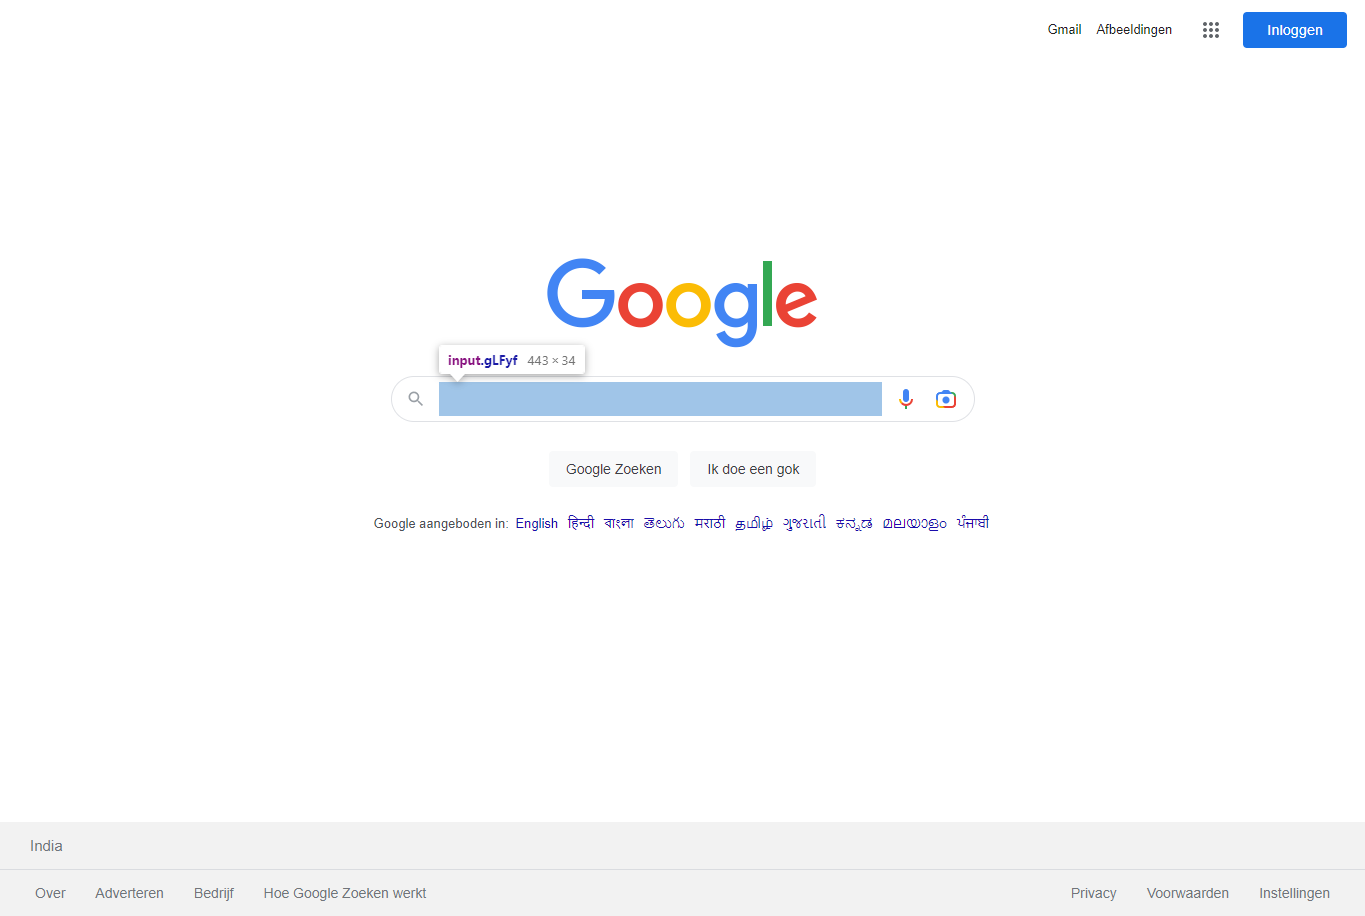 Gmail Afbeeldingen Inloggen
Google
input.gLFyf 443 × 34
Google Zoeken Ik doe een gok
Google aangeboden in: English हिन्दी বাংলা తెలుగు मराठी தமிழ் ગુજરાતી ಕನ್ನಡ മലയാളം ਪੰਜਾਬੀ
India
Over Adverteren Bedrijf Hoe Google Zoeken werkt Privacy Voorwaarden Instellingen